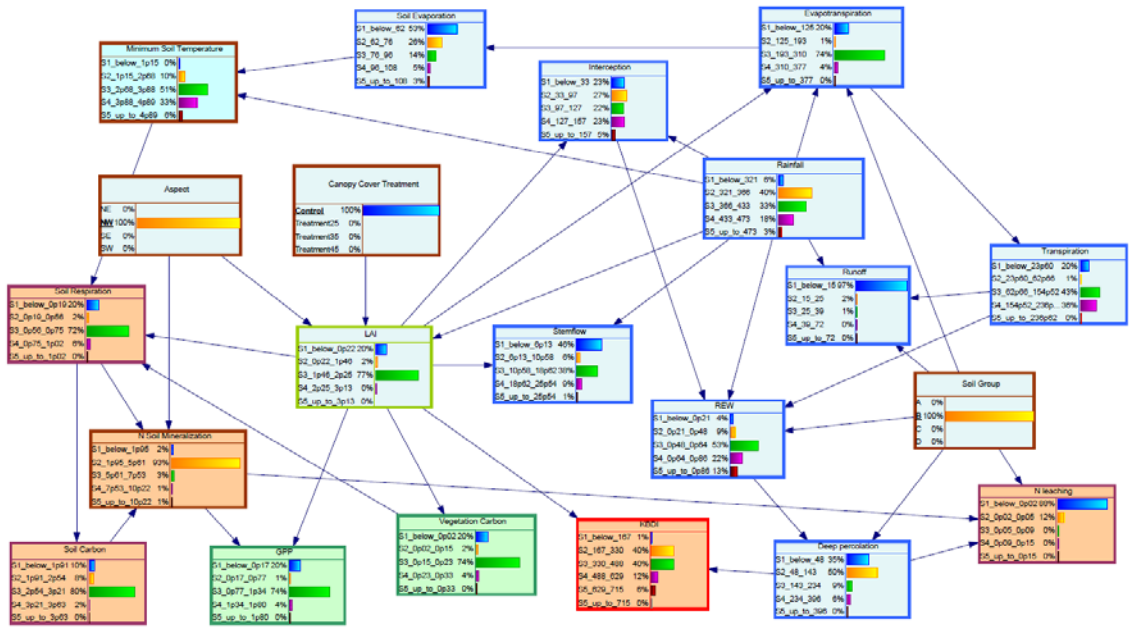 Soil Evaporation
S1_below_62 53%
S2_62_76 26%
S3_76_96 14%
S4_96_108 5%
S5_up_to_108 3%
Evapotranspiration
S1_below_125 20%
S2_125_193 1%
S3_193_310 74%
S4_310_377 4%
S5_up_to_377 0%
Minimum Soil Temperature
S1_below_1p15 0%
S2_1p15_2p68 10%
S3_2p68_3p88 51%
S4_3p88_4p89 33%
S5_up_to_4p89 6%
Interception
S1_below_33 23%
S2_33_97 27%
S3_97_127 22%
S4_127_157 23%
S5_up_to_157 5%
Rainfall
S1_below_321 6%
S2_321_366 40%
S3_366_433 33%
S4_433_473 18%
S5_up_to_473 3%
Aspect
NE 0%
NW 100%
SE 0%
SW 0%
Canopy Cover Treatment
Control 100%
Treatment25 0%
Treatment35 0%
Treatment45 0%
Transpiration
S1_below_23p60 20%
S2_23p60_62p66 1%
S3_62p66_154p52 43%
S4_154p52_236p... 36%
S5_up_to_236p62 0%
Runoff
S1_below_15 97%
S2_15_25 2%
S3_25_39 1%
S4_39_72 0%
S5_up_to_72 0%
Soil Respiration
S1_below_0p19 20%
S2_0p19_0p56 2%
S3_0p56_0p75 72%
S4_0p75_1p02 6%
S5_up_to_1p02 0%
LAI
S1_below_0p22 20%
S2_0p22_1p46 2%
S3_1p46_2p25 77%
S4_2p25_3p13 0%
S5_up_to_3p13 0%
Stemflow
S1_below_6p13 46%
S2_6p13_10p58 6%
S3_10p58_18p62 38%
S4_18p62_25p54 9%
S5_up_to_25p54 1%
Soil Group
A 0%
B 100%
C 0%
D 0%
REW
S1_below_0p21 4%
S2_0p21_0p48 9%
S3_0p48_0p64 53%
S4_0p64_0p86 22%
S5_up_to_0p86 13%
N Soil Mineralization
S1_below_1p95 2%
S2_1p95_5p61 93%
S3_5p61_7p53 3%
S4_7p53_10p22 1%
S5_up_to_10p22 1%
N leaching
S1_below_0p02 88%
S2_0p02_0p05 12%
S3_0p05_0p09 0%
S4_0p09_0p15 0%
S5_up_to_0p15 0%
Soil Carbon
S1_below_1p91 10%
S2_1p91_2p54 8%
S3_2p54_3p21 80%
S4_3p21_3p63 2%
S5_up_to_3p63 0%
GPP
S1_below_0p17 20%
S2_0p17_0p77 1%
S3_0p77_1p34 74%
S4_1p34_1p80 4%
S5_up_to_1p80 0%
Vegetation Carbon
S1_below_0p02 20%
S2_0p02_0p15 2%
S3_0p15_0p23 74%
S4_0p23_0p33 4%
S5_up_to_0p33 0%
KBDI
S1_below_167 1%
S2_167_330 40%
S3_330_488 40%
S4_488_629 12%
S5_629_715 6%
S5_up_to_715 0%
Deep percolation
S1_below_48 35%
S2_48_143 50%
S3_143_234 9%
S4_234_396 6%
S5_up_to_396 0%